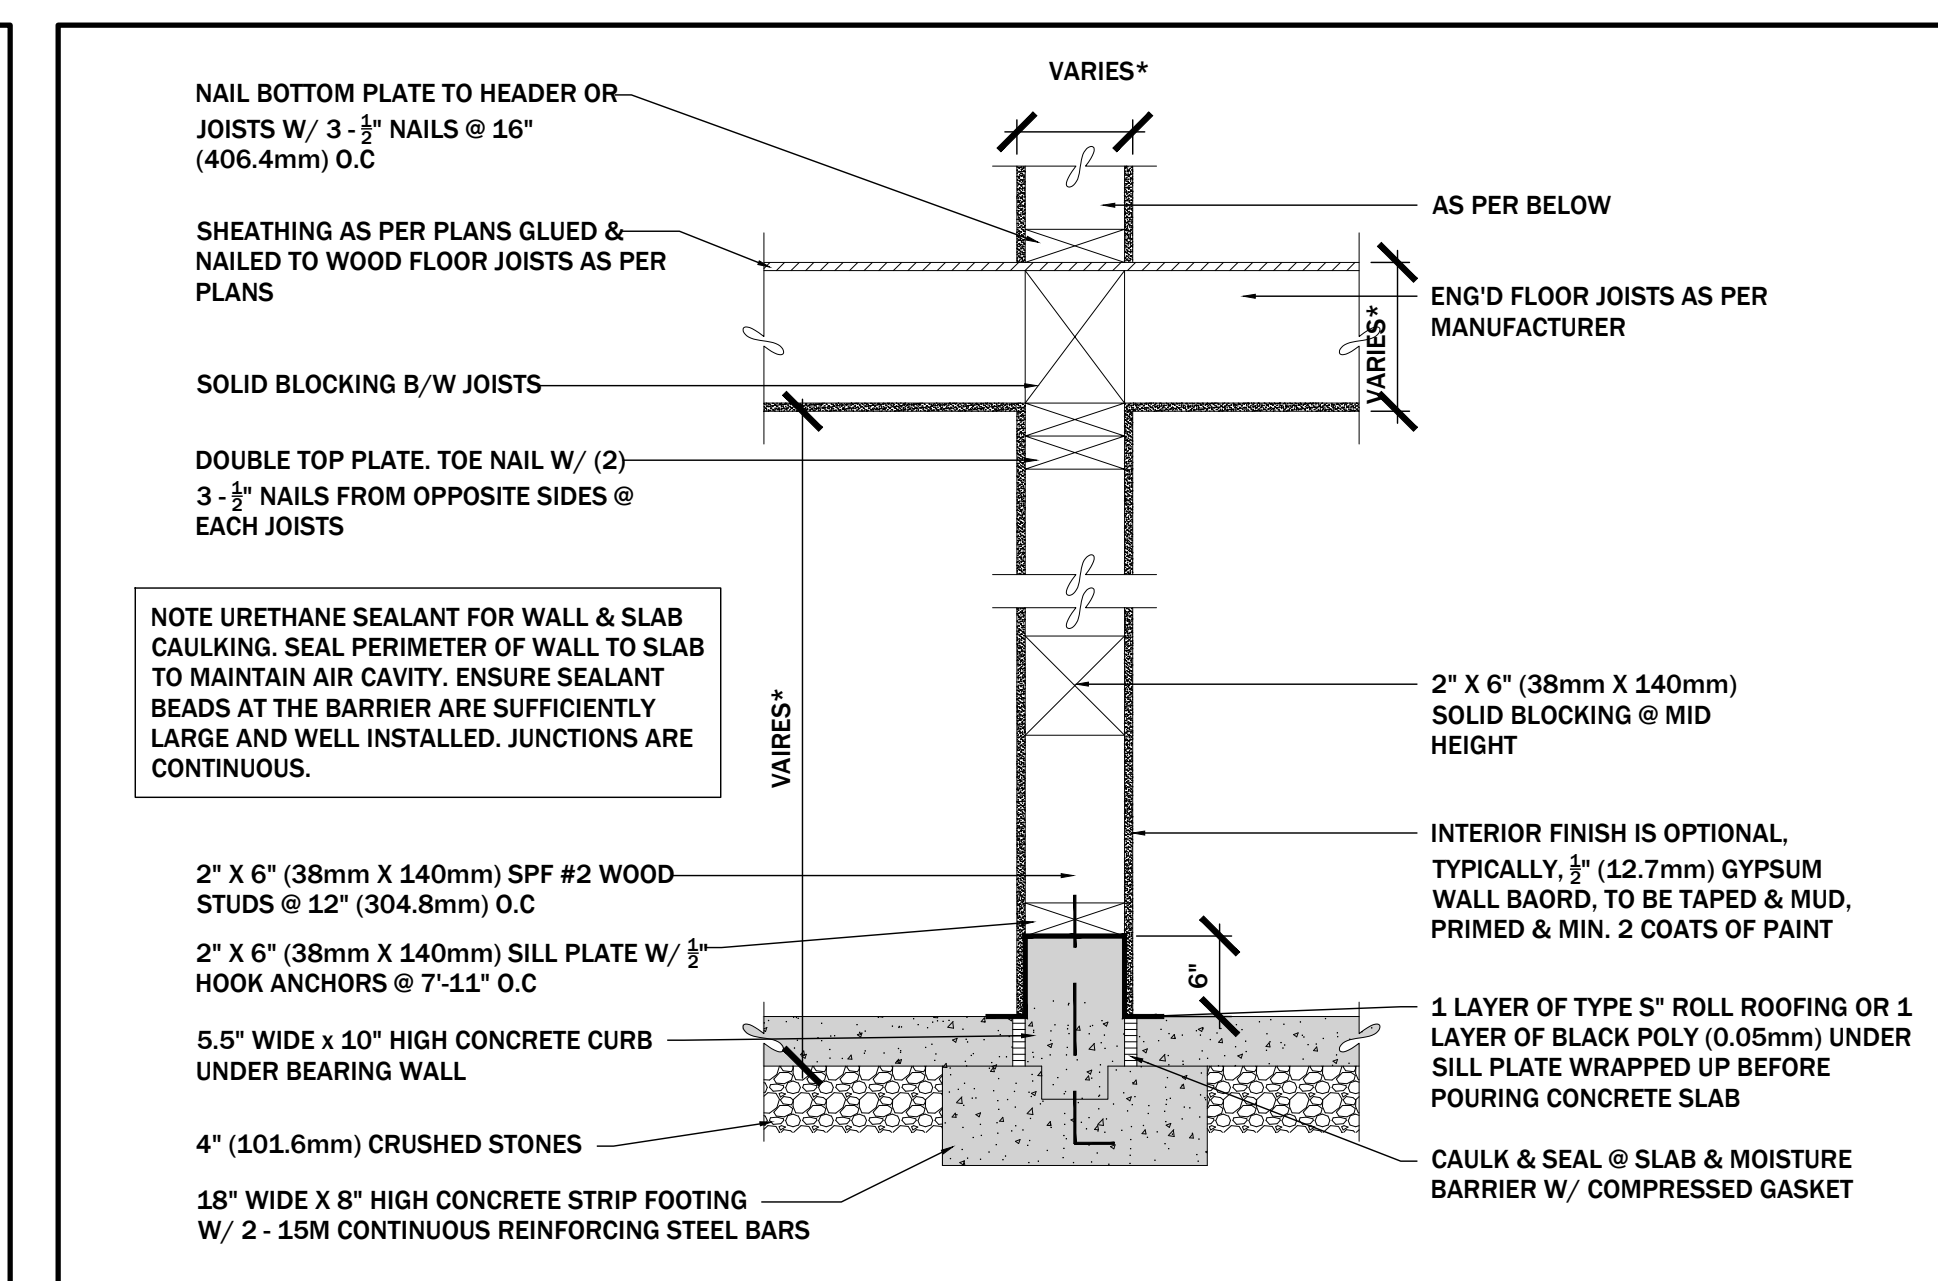 VARIES*
NAIL BOTTOM PLATE TO HEADER OR
JOISTS W/ 3 - 1/2" NAILS @ 16"
(406.4mm) O.C
SHEATHING AS PER PLANS GLUED &
NAILED TO WOOD FLOOR JOISTS AS PER
PLANS
SOLID BLOCKING B/W JOISTS
DOUBLE TOP PLATE. TOE NAIL W/ (2)
3 - 1/2" NAILS FROM OPPOSITE SIDES @
EACH JOISTS
NOTE URETHANE SEALANT FOR WALL & SLAB
CAULKING. SEAL PERIMETER OF WALL TO SLAB
TO MAINTAIN AIR CAVITY. ENSURE SEALANT
BEADS AT THE BARRIER ARE SUFFICIENTLY
LARGE AND WELL INSTALLED. JUNCTIONS ARE
CONTINUOUS.
VAIRES*
2" X 6" (38mm X 140mm) SPF #2 WOOD
STUDS @ 12" (304.8mm) O.C
2" X 6" (38mm X 140mm) SILL PLATE W/ 1/2"
HOOK ANCHORS @ 7'-11" O.C
5.5" WIDE x 10" HIGH CONCRETE CURB
UNDER BEARING WALL
4" (101.6mm) CRUSHED STONES
18" WIDE X 8" HIGH CONCRETE STRIP FOOTING
W/ 2 - 15M CONTINUOUS REINFORCING STEEL BARS
AS PER BELOW
ENG'D FLOOR JOISTS AS PER
MANUFACTURER
VARIES*
2" X 6" (38mm X 140mm)
SOLID BLOCKING @ MID
HEIGHT
INTERIOR FINISH IS OPTIONAL,
TYPICALLY, 1/2" (12.7mm) GYPSUM
WALL BAORD, TO BE TAPED & MUD,
PRIMED & MIN. 2 COATS OF PAINT
6"
1 LAYER OF TYPE S" ROLL ROOFING OR 1
LAYER OF BLACK POLY (0.05mm) UNDER
SILL PLATE WRAPPED UP BEFORE
POURING CONCRETE SLAB
CAULK & SEAL @ SLAB & MOISTURE
BARRIER W/ COMPRESSED GASKET